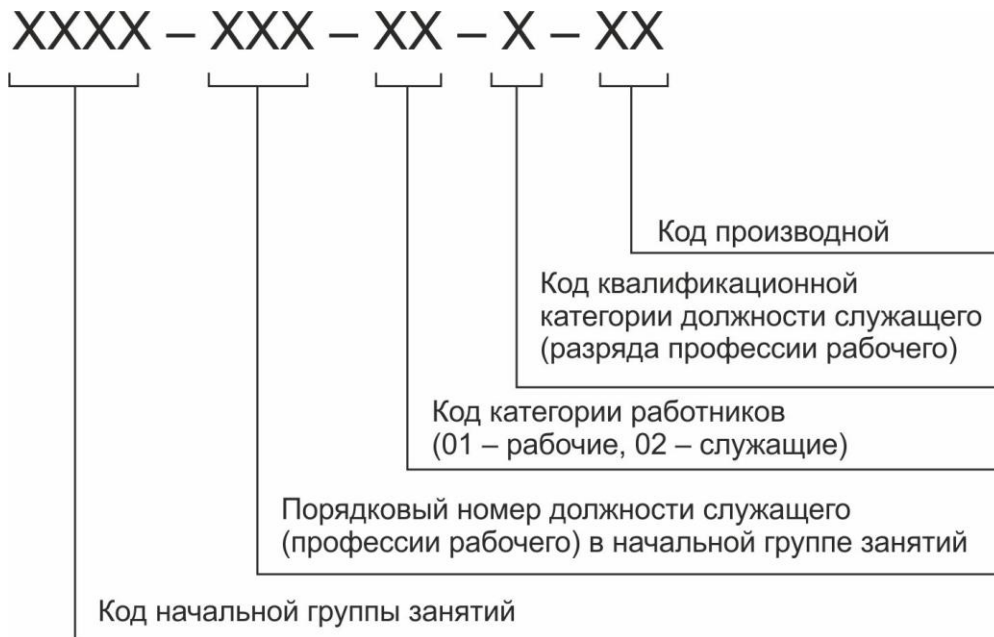 XXXX – XXX – XX – X – XX
Код производной
Код квалификационной
категории должности служащего
(разряда профессии рабочего)
Код категории работников
(01 – рабочие, 02 – служащие)
Порядковый номер должности служащего
(профессии рабочего) в начальной группе занятий
Код начальной группы занятий